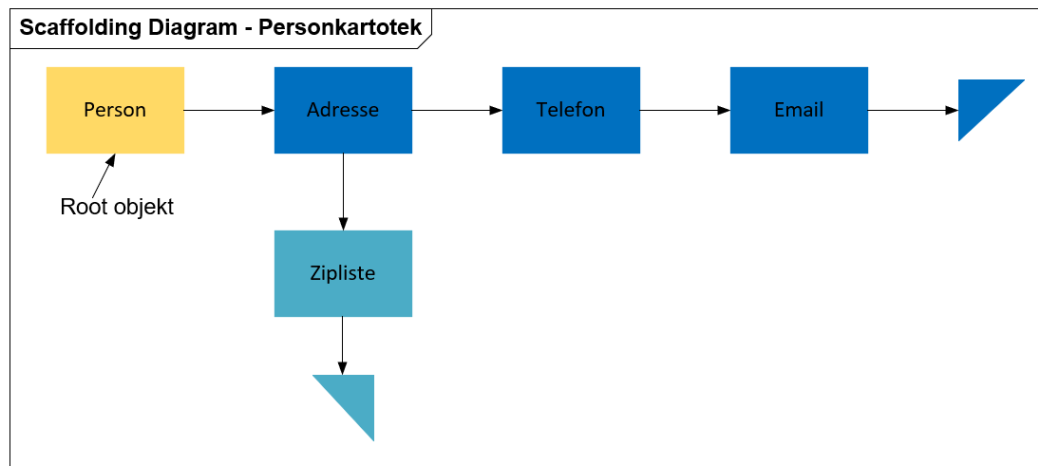 Scaffolding Diagram - Personkartotek
Person
Adresse
Telefon
Email
Root objekt
Zipliste